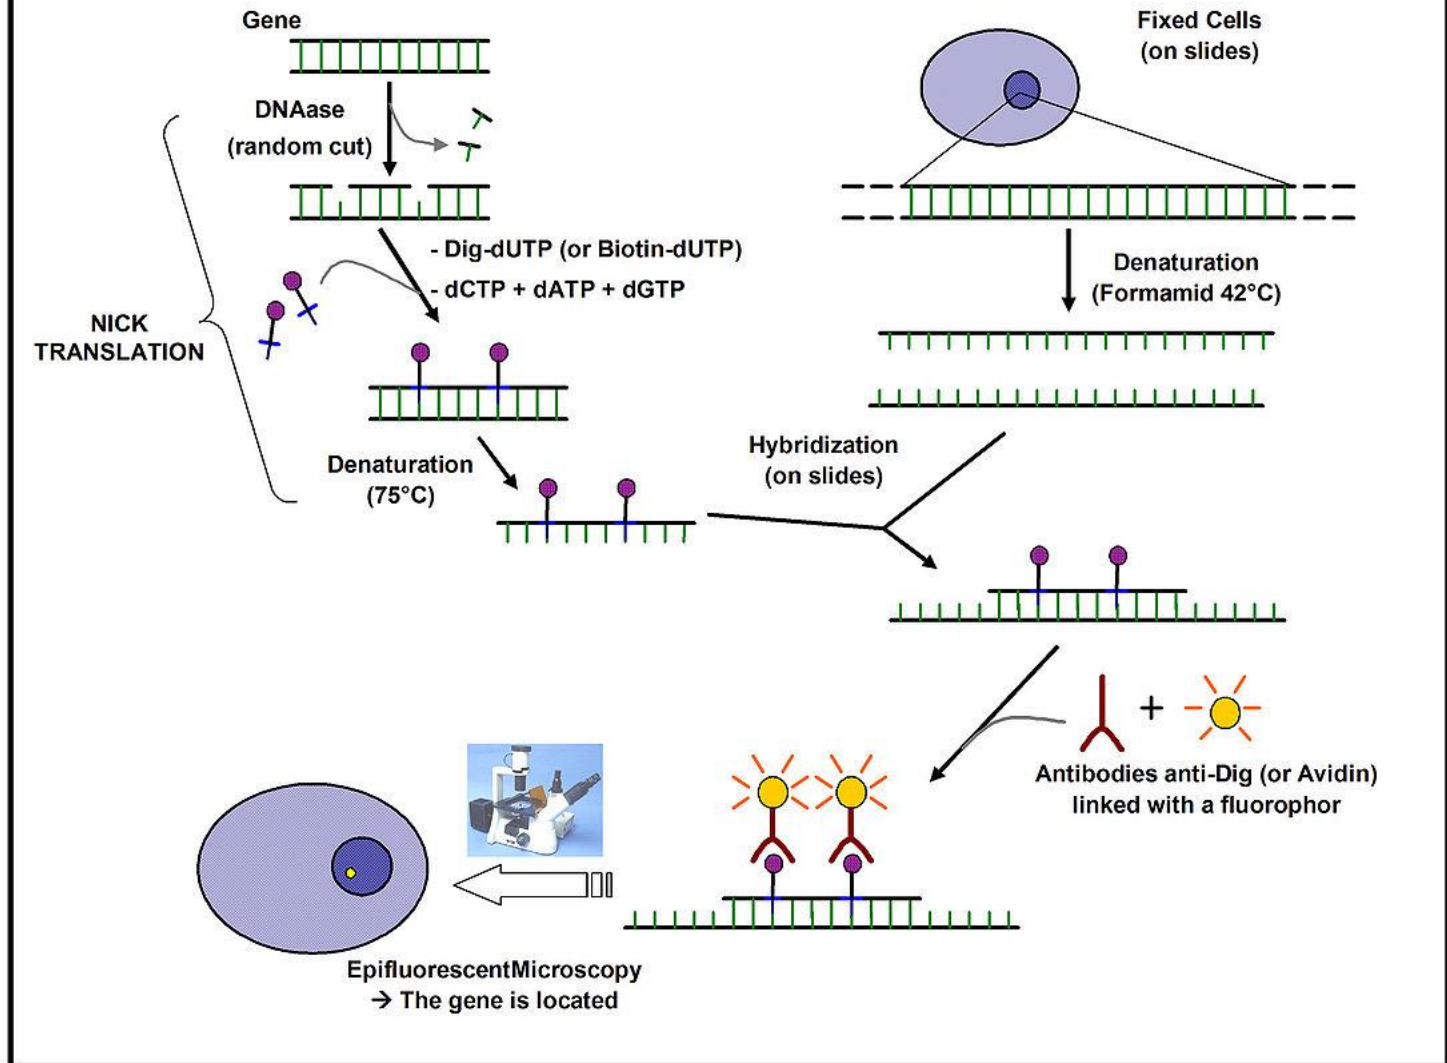 Gene
DNAase
(random cut)
- Dig-dUTP (or Biotin-dUTP)
- dCTP + dATP + dGTP
NICK
TRANSLATION
Denaturation
(75°C)
Fixed Cells
(on slides)
Denaturation
(Formamid 42°C)
Hybridization
(on slides)
+
Antibodies anti-Dig (or Avidin)
linked with a fluorophor
EpifluorescentMicroscopy
→ The gene is located